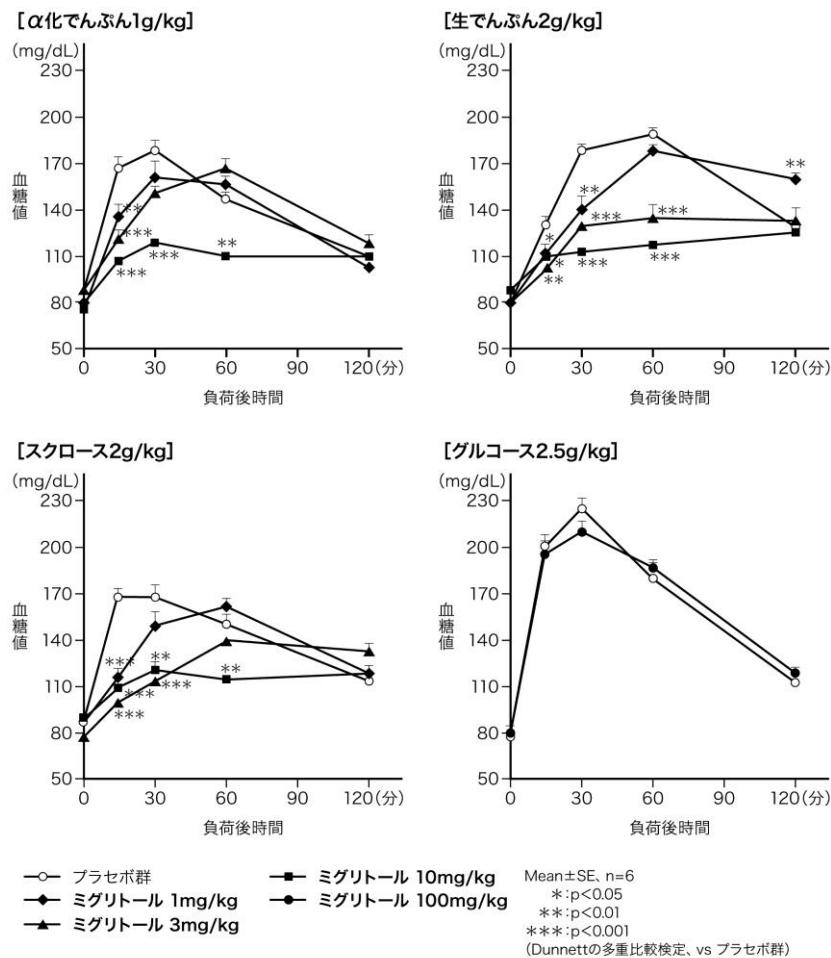 [α化でんぷん1g/kg]
(mg/dL)
230
200
170
140
110
80
50
血糖値
**
***
***
***
**
0
30
60
90
120(分)
負荷後時間
[生でんぷん2g/kg]
(mg/dL)
230
200
170
140
110
80
50
血糖値
*
*
**
**
***
***
***
***
**
0
30
60
90
120(分)
負荷後時間
[スクロース2g/kg]
(mg/dL)
230
200
170
140
110
80
50
血糖値
***
***
***
**
***
**
0
30
60
90
120(分)
負荷後時間
[グルコース2.5g/kg]
(mg/dL)
230
200
170
140
110
80
50
血糖値
0
30
60
90
120(分)
負荷後時間
プラセボ群
ミグリトール 1mg/kg
ミグリトール 3mg/kg
ミグリトール 10mg/kg
ミグリトール 100mg/kg
Mean±SE、n=6
*:p<0.05
**:p<0.01
***:p<0.001
(Dunnettの多重比較検定、vs プラセボ群)